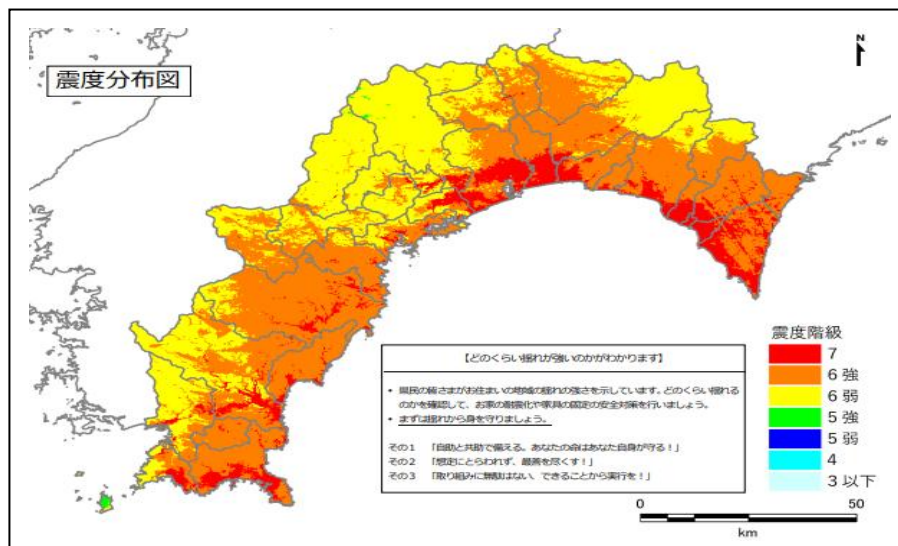 震度分布図
N
【どのくらい揺れが強いのかがわかります】
• 県民の皆さまがお住まいの地域の揺れの強さを示しています。どのくらい揺れる
のかを確認して、お家の耐震化や家具の固定の安全対策を行いましょう。
• まずは揺れから身を守りましょう。
その1 「自助と共助で備える。あなたの命はあなた自身が守る！」
その2 「想定にとらわれず、最善を尽くす！」
その3 「取り組みに無駄はない、できることから実行を！」
震度階級
7
6強
6弱
5強
5弱
4
3以下
0 50
km